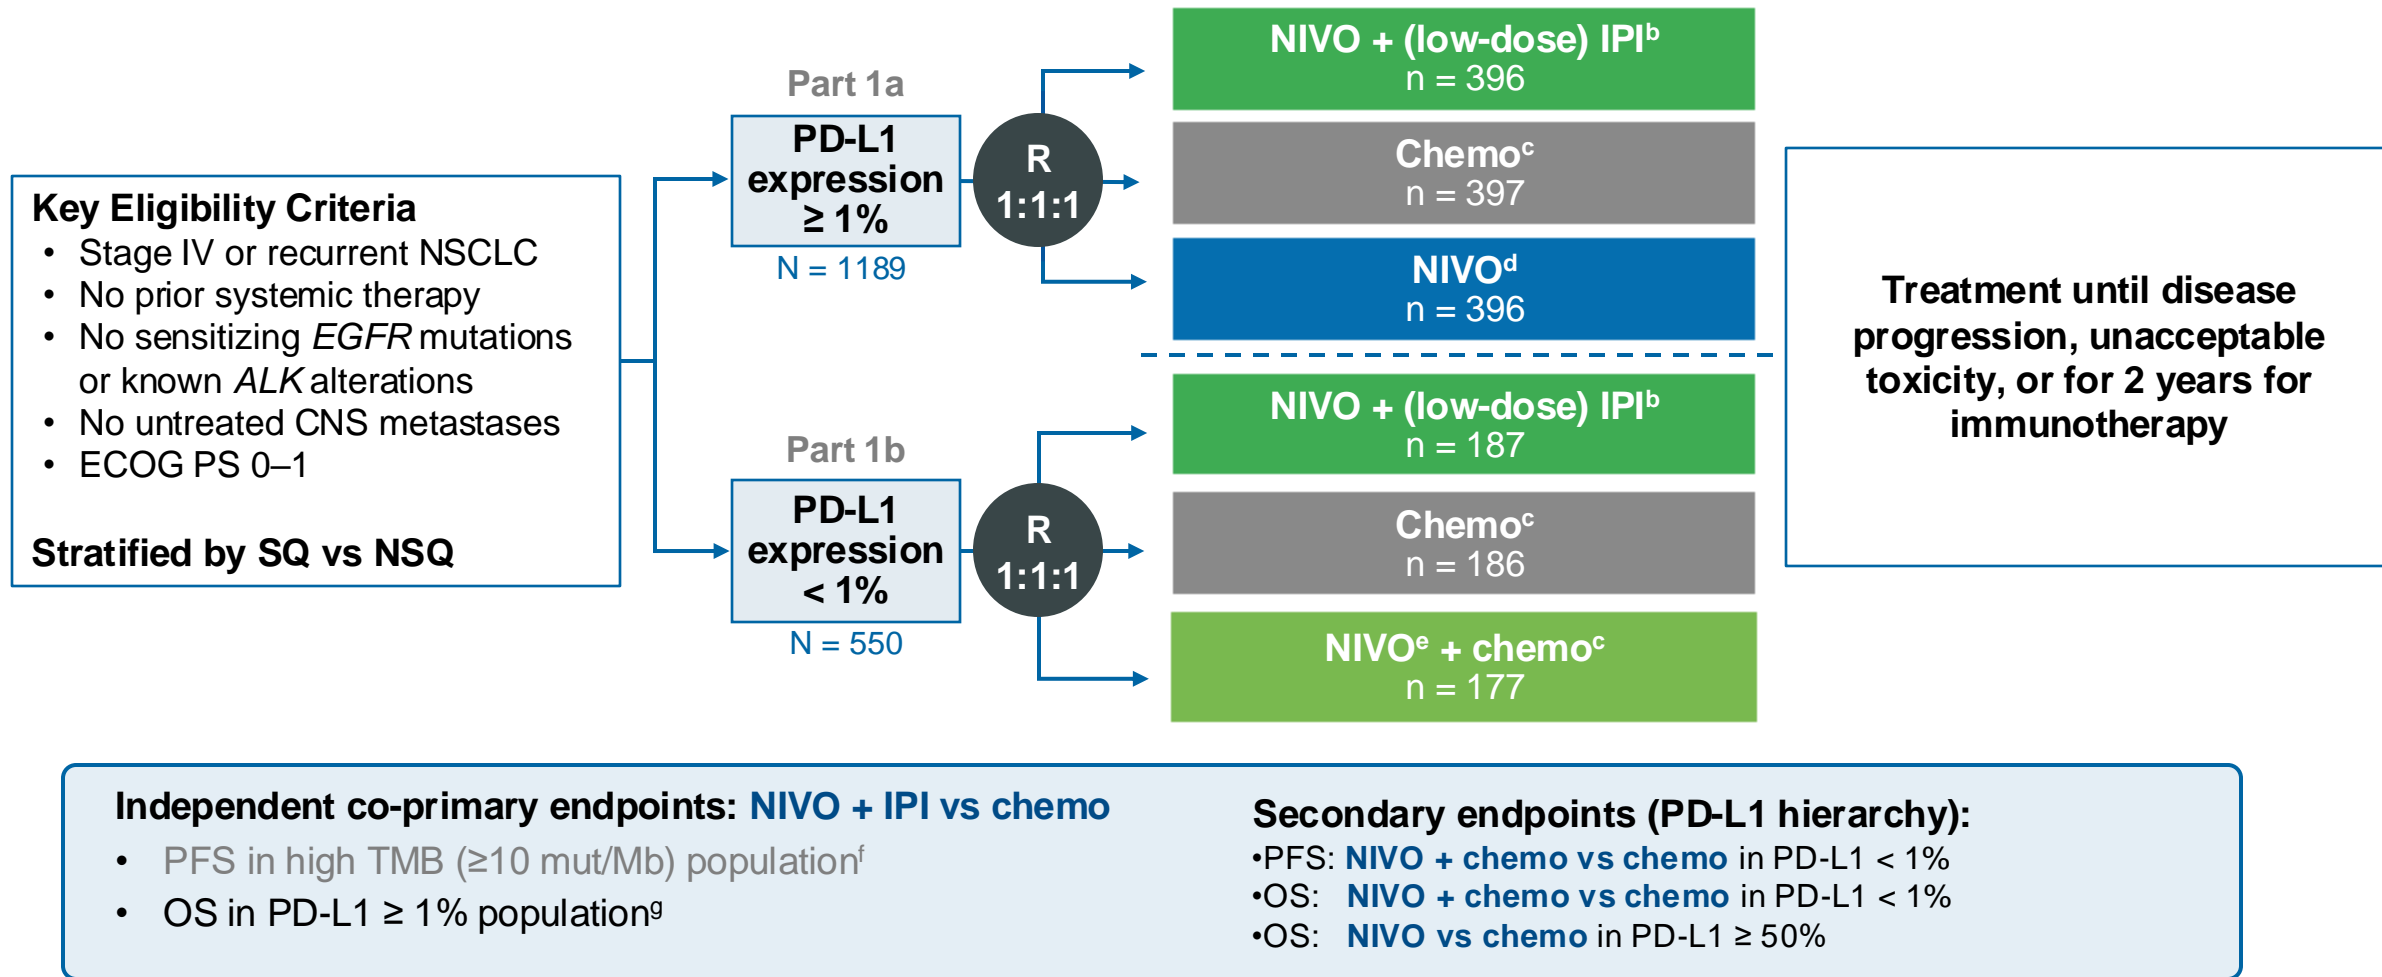 Key Eligibility Criteria
• Stage IV or recurrent NSCLC
• No prior systemic therapy
• No sensitizing EGFR mutations
or known ALK alterations
• No untreated CNS metastases
• ECOG PS 0–1
Stratified by SQ vs NSQ
Part 1a
PD-L1
expression
≥ 1%
N = 1189
R
1:1:1
NIVO + (low-dose) IPIᵇ
n = 396
Chemoᶜ
n = 397
NIVOᵈ
n = 396
Part 1b
PD-L1
expression
< 1%
N = 550
R
1:1:1
NIVO + (low-dose) IPIᵇ
n = 187
Chemoᶜ
n = 186
NIVOᵉ + chemoᶜ
n = 177
Treatment until disease
progression, unacceptable
toxicity, or for 2 years for
immunotherapy
Independent co-primary endpoints: NIVO + IPI vs chemo
• PFS in high TMB (≥10 mut/Mb) populationᶠ
• OS in PD-L1 ≥ 1% populationᵍ
Secondary endpoints (PD-L1 hierarchy):
•PFS: NIVO + chemo vs chemo in PD-L1 < 1%
•OS: NIVO + chemo vs chemo in PD-L1 < 1%
•OS: NIVO vs chemo in PD-L1 ≥ 50%